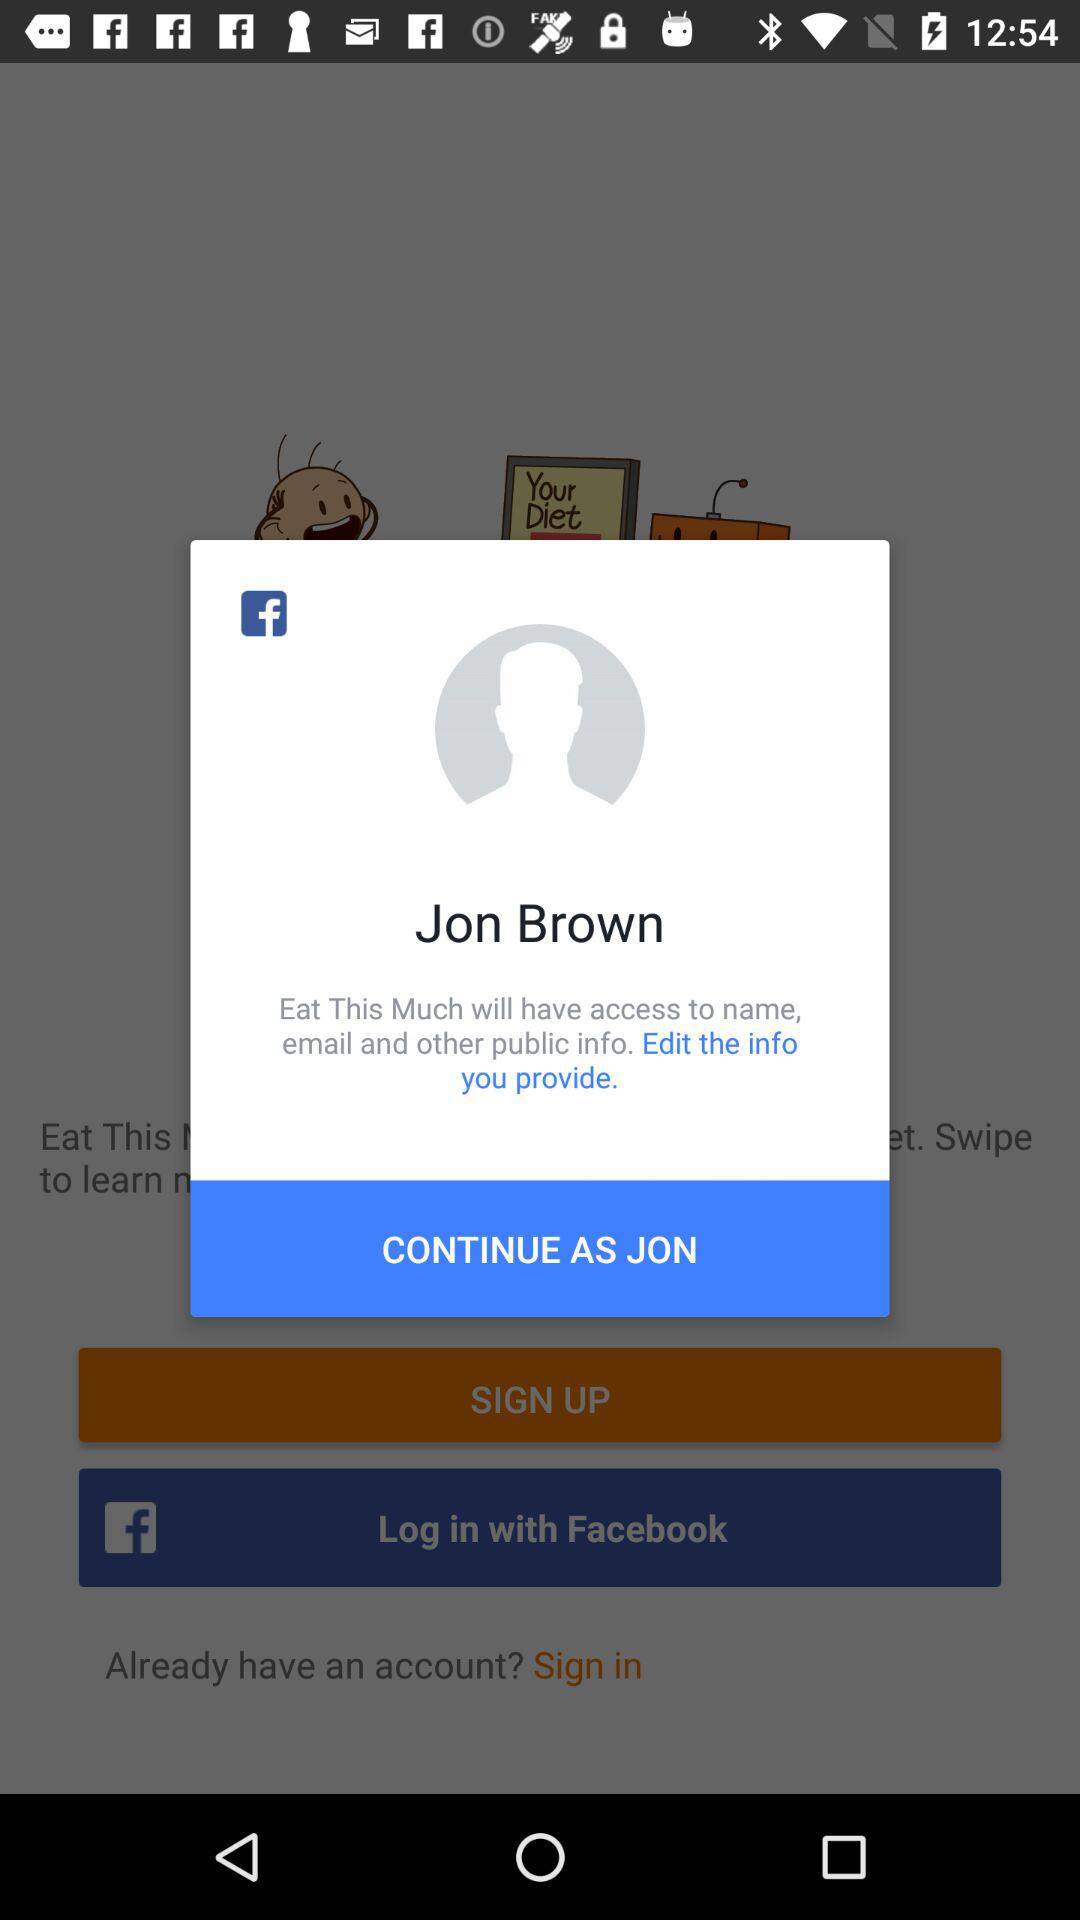 FAKE
12:54
Your
Diet
Jon Brown
Eat This Much will have access to name,
email and other public info. Edit the info
you provide.
Eat This et. Swipe
to learn
CONTINUE AS JON
SIGN UP
Log in with Facebook
Already have an account? Sign in